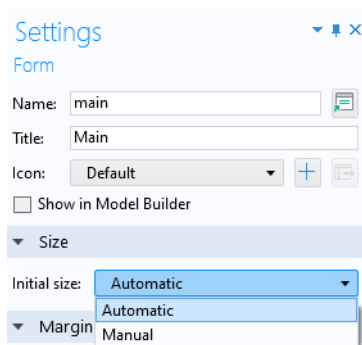 Settings
Form
Name: main
Title: Main
Icon: Default
Show in Model Builder
Size
Initial size: Automatic
Automatic
Margin
Manual